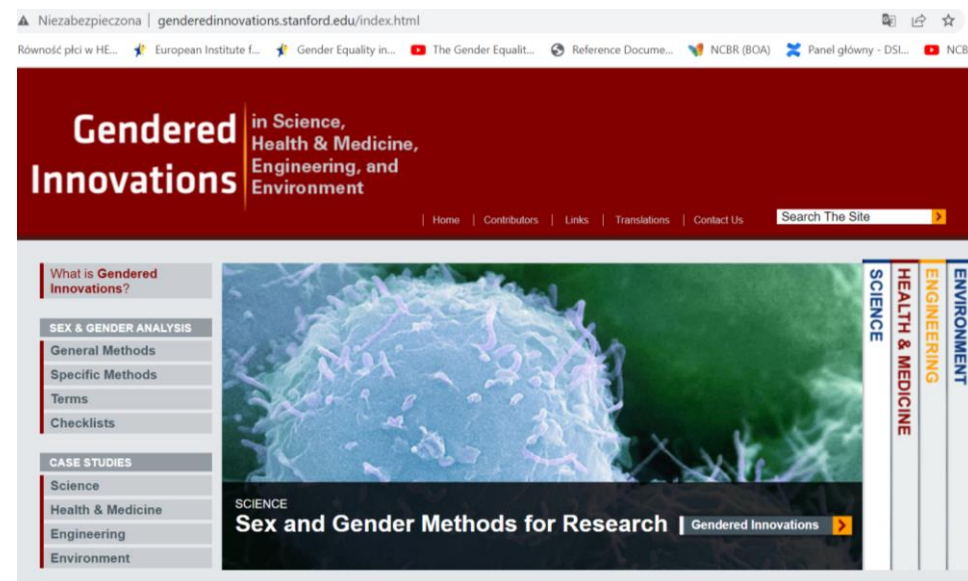 Niezabezpieczona | genderedinnovations.stanford.edu/index.html
Równość płci w HE... European Institute f... Gender Equality in... The Gender Equalit... Reference Docume... NCBR (BOA) Panel główny - DSI... NCB
Gendered
Innovations
in Science,
Health & Medicine,
Engineering, and
Environment
| Home | Contributors | Links | Translations | Contact Us
Search The Site
What is Gendered
Innovations?
SEX & GENDER ANALYSIS
General Methods
Specific Methods
Terms
Checklists
CASE STUDIES
Science
Health & Medicine
Engineering
Environment
SCIENCE
Sex and Gender Methods for Research | Gendered Innovations
SCIENCE
HEALTH & MEDICINE
ENGINEERING
ENVIRONMENT